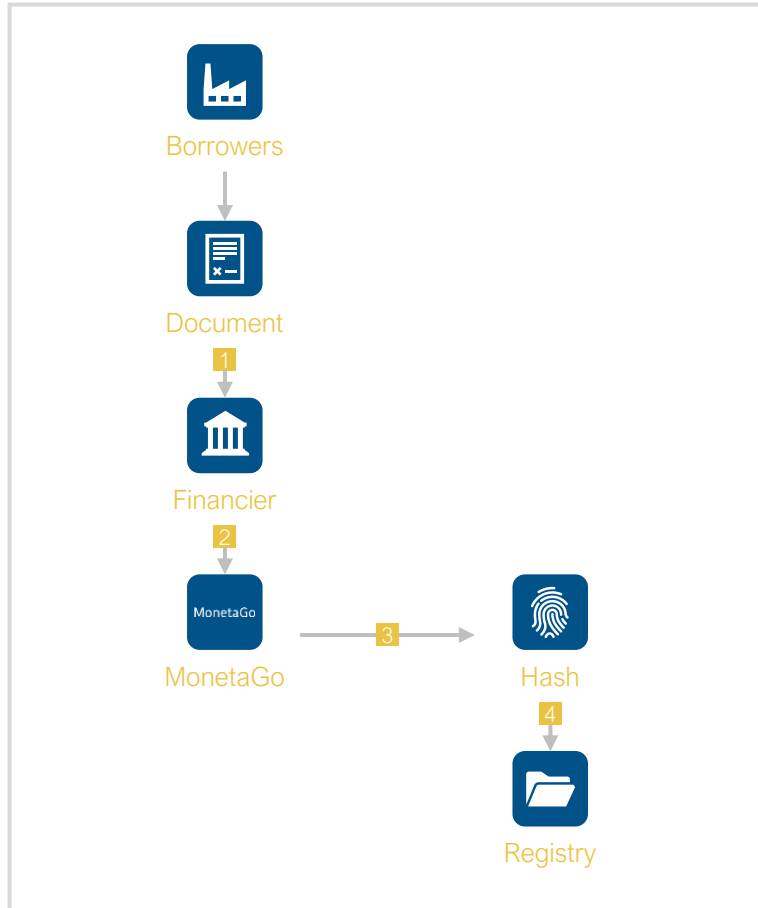 Borrowers
Document
1
Financier
2
MonetaGo
MonetaGo
3
Hash
4
Registry